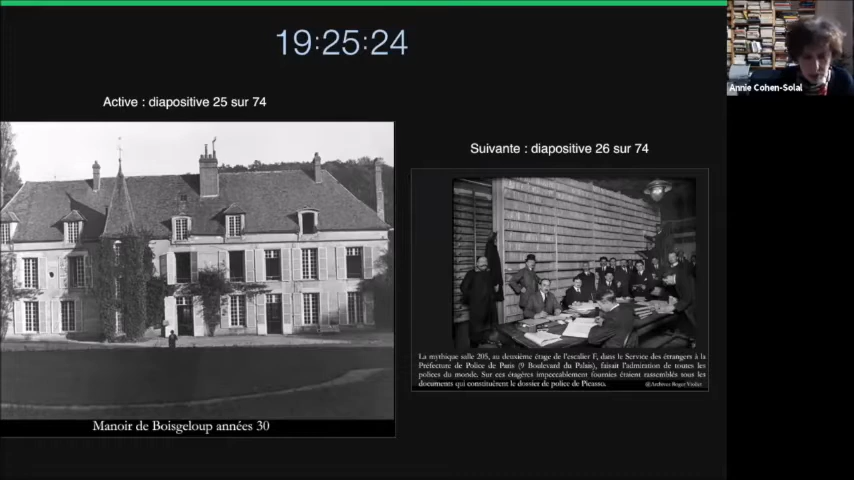 19:25:24
Annie Cohen-Solal
Active : diapositive 25 sur 74
Suivante : diapositive 26 sur 74
Manoir de Boisgeloup années 30
La mythique salle 205, au deuxième étage de l'escalier F, dans le Service des étrangers à la
Préfecture de Police de Paris (9 Boulevard du Palais), faisait l'admiration de toutes les
polices du monde. Sur ces étagères impeccablement fournies étaient rassemblés tous les
documents qui constituèrent le dossier de police de Picasso.
@Archives Roger Viollet